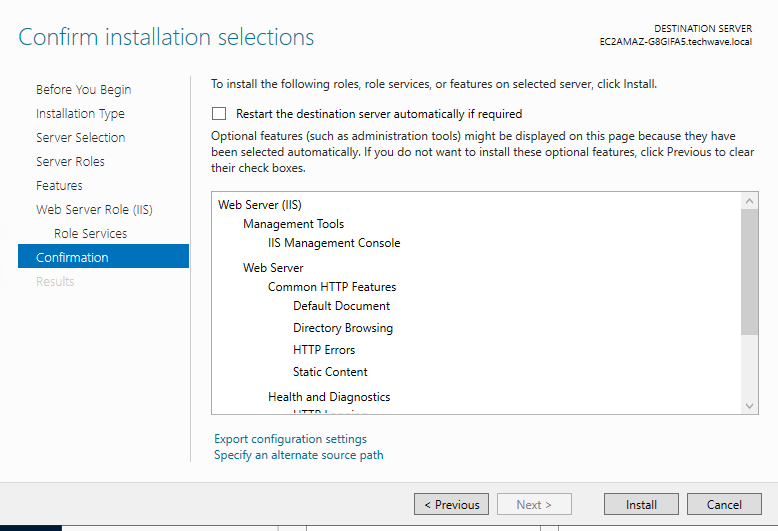 Confirm installation selections
DESTINATION SERVER
EC2AMAZ-G8GIFA5.techwave.local
Before You Begin
Installation Type
Server Selection
Server Roles
Features
Web Server Role (IIS)
Role Services
Confirmation
Results
To install the following roles, role services, or features on selected server, click Install.
Restart the destination server automatically if required
Optional features (such as administration tools) might be displayed on this page because they have
been selected automatically. If you do not want to install these optional features, click Previous to clear
their check boxes.
Web Server (IIS)
Management Tools
IIS Management Console
Web Server
Common HTTP Features
Default Document
Directory Browsing
HTTP Errors
Static Content
Health and Diagnostics
Export configuration settings
Specify an alternate source path
< Previous
Next >
Install
Cancel